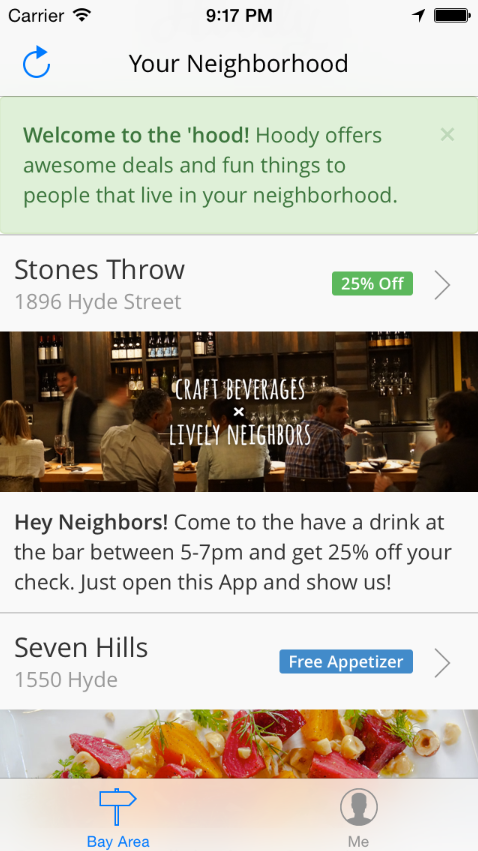 Carrier 9:17 PM
Your Neighborhood
Welcome to the 'hood! Hoody offers
awesome deals and fun things to
people that live in your neighborhood.
×
Stones Throw
25% Off
1896 Hyde Street
CRAFT BEVERAGES
×
LIVELY NEIGHBORS
Hey Neighbors! Come to the have a drink at
the bar between 5-7pm and get 25% off your
check. Just open this App and show us!
Seven Hills
Free Appetizer
1550 Hyde
Bay Area
Me